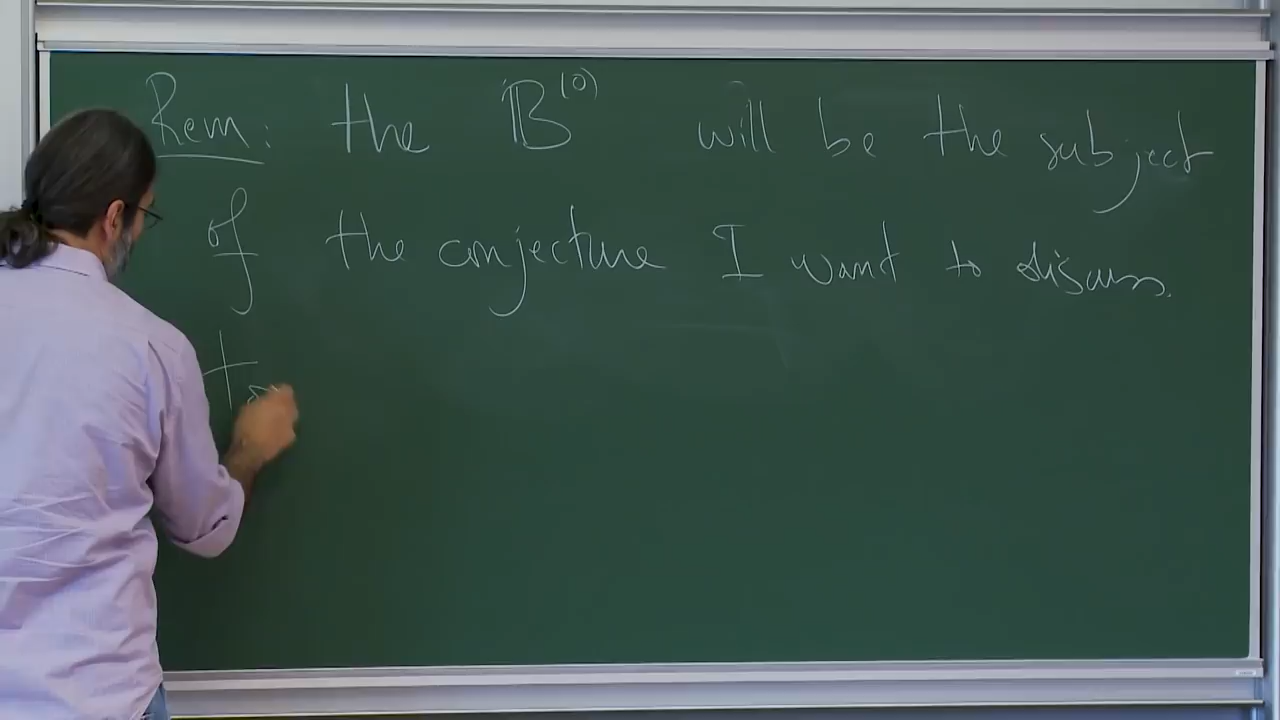 Rem: the 𝔹⁽⁰⁾ will be the subject
of the conjecture I want to discuss.